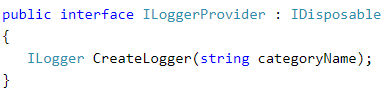 public interface ILoggerProvider : IDisposable
{
    ILogger CreateLogger(string categoryName);
}